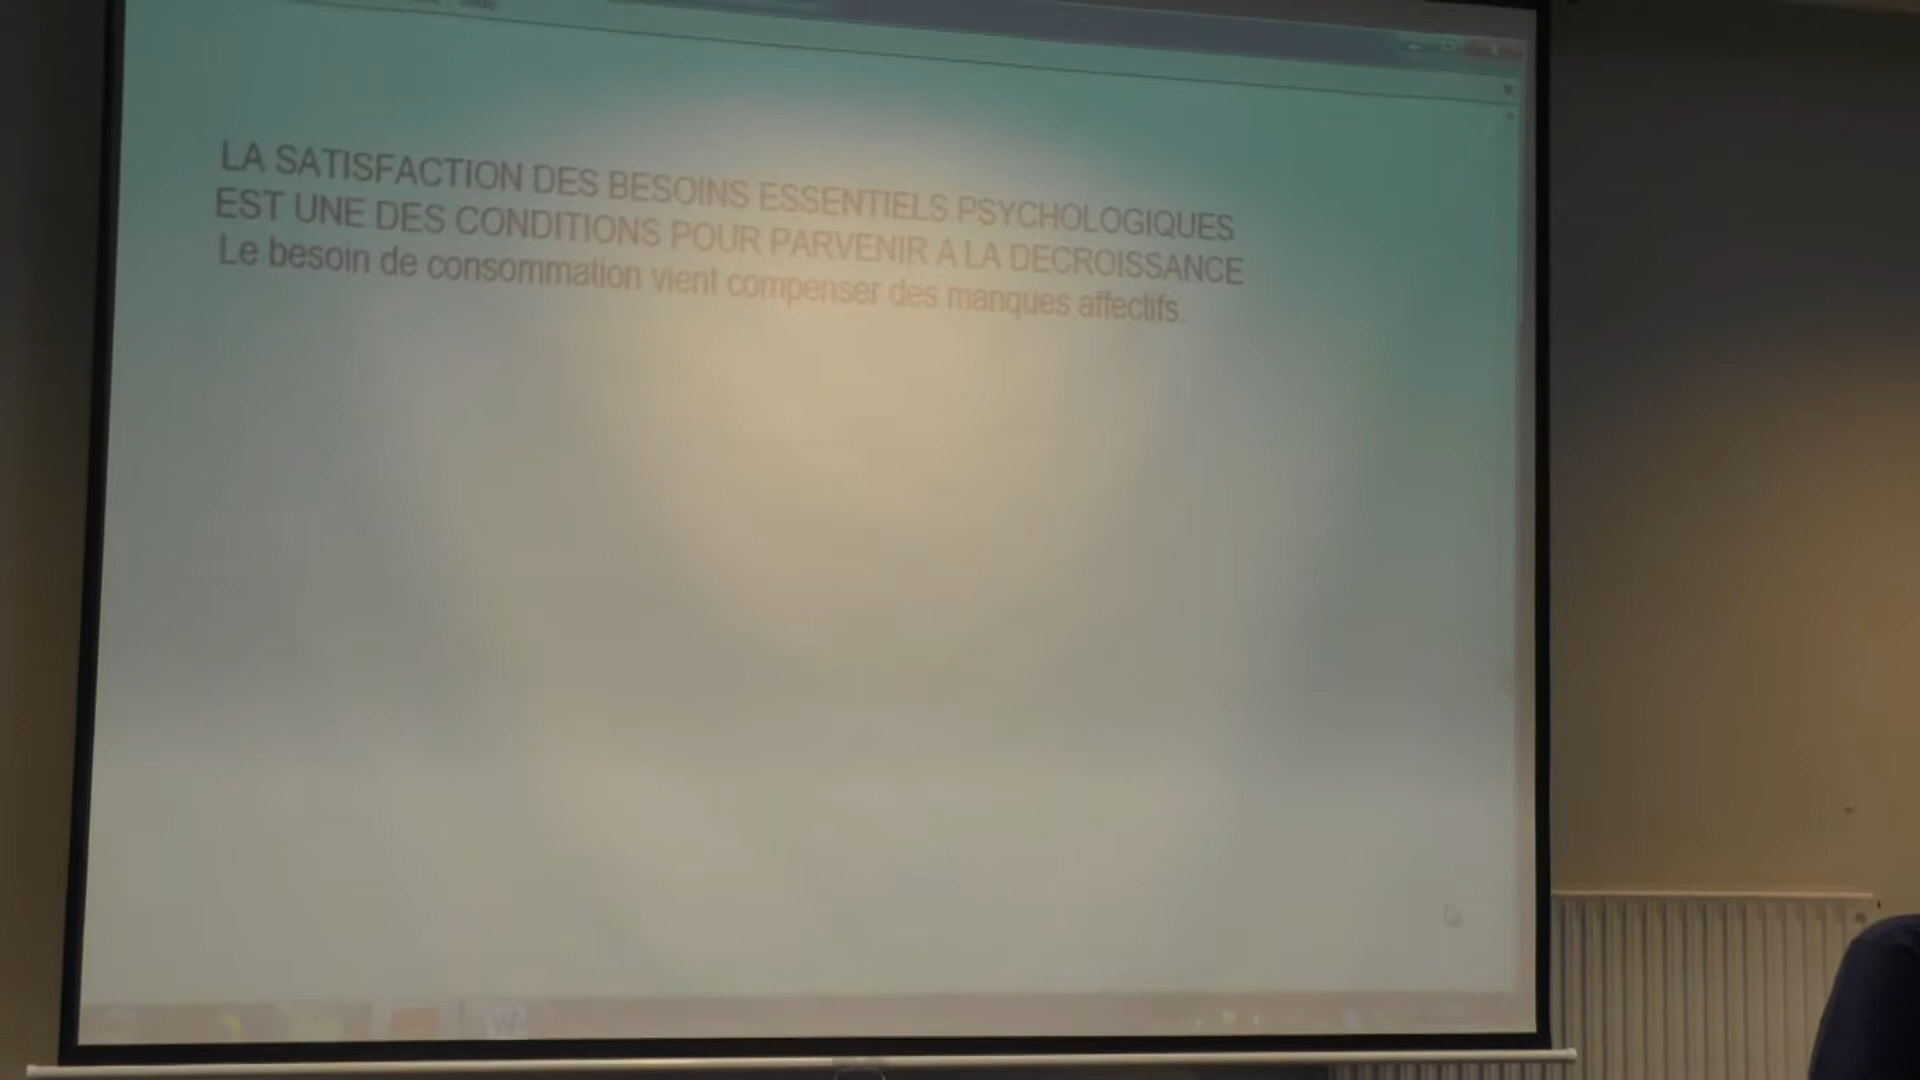 LA SATISFACTION DES BESOINS ESSENTIELS PSYCHOLOGIQUES
EST UNE DES CONDITIONS POUR PARVENIR A LA DECROISSANCE
Le besoin de consommation vient compenser des manques affectifs.